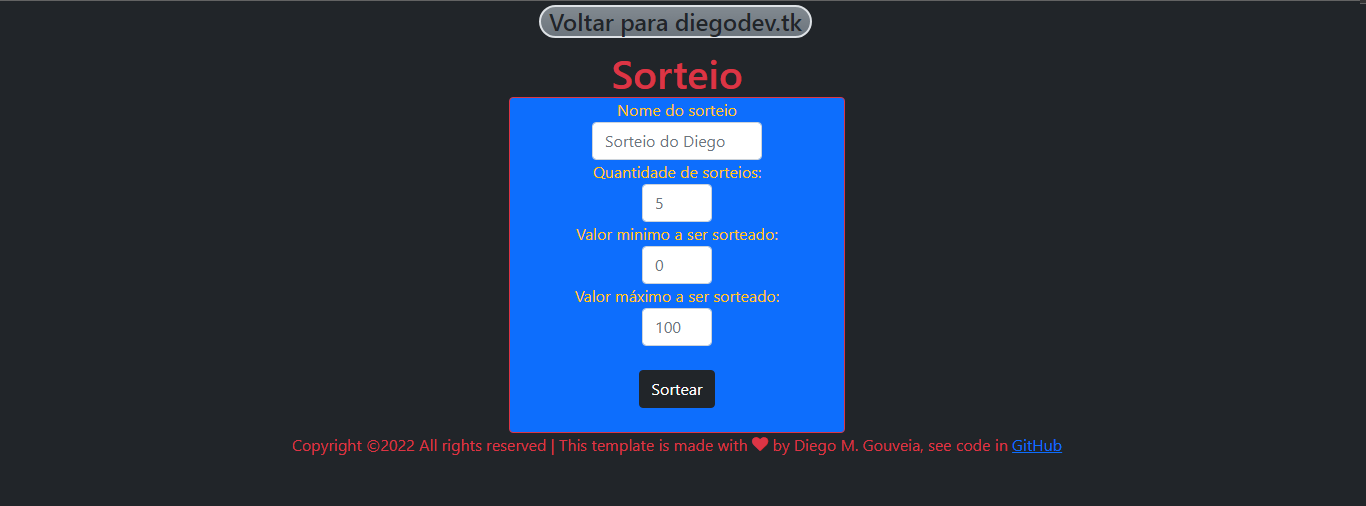 Voltar para diegodev.tk
Sorteio
Nome do sorteio
Sorteio do Diego
Quantidade de sorteios:
5
Valor minimo a ser sorteado:
0
Valor máximo a ser sorteado:
100
Sortear
Copyright ©2022 All rights reserved | This template is made with ❤ by Diego M. Gouveia, see code in GitHub